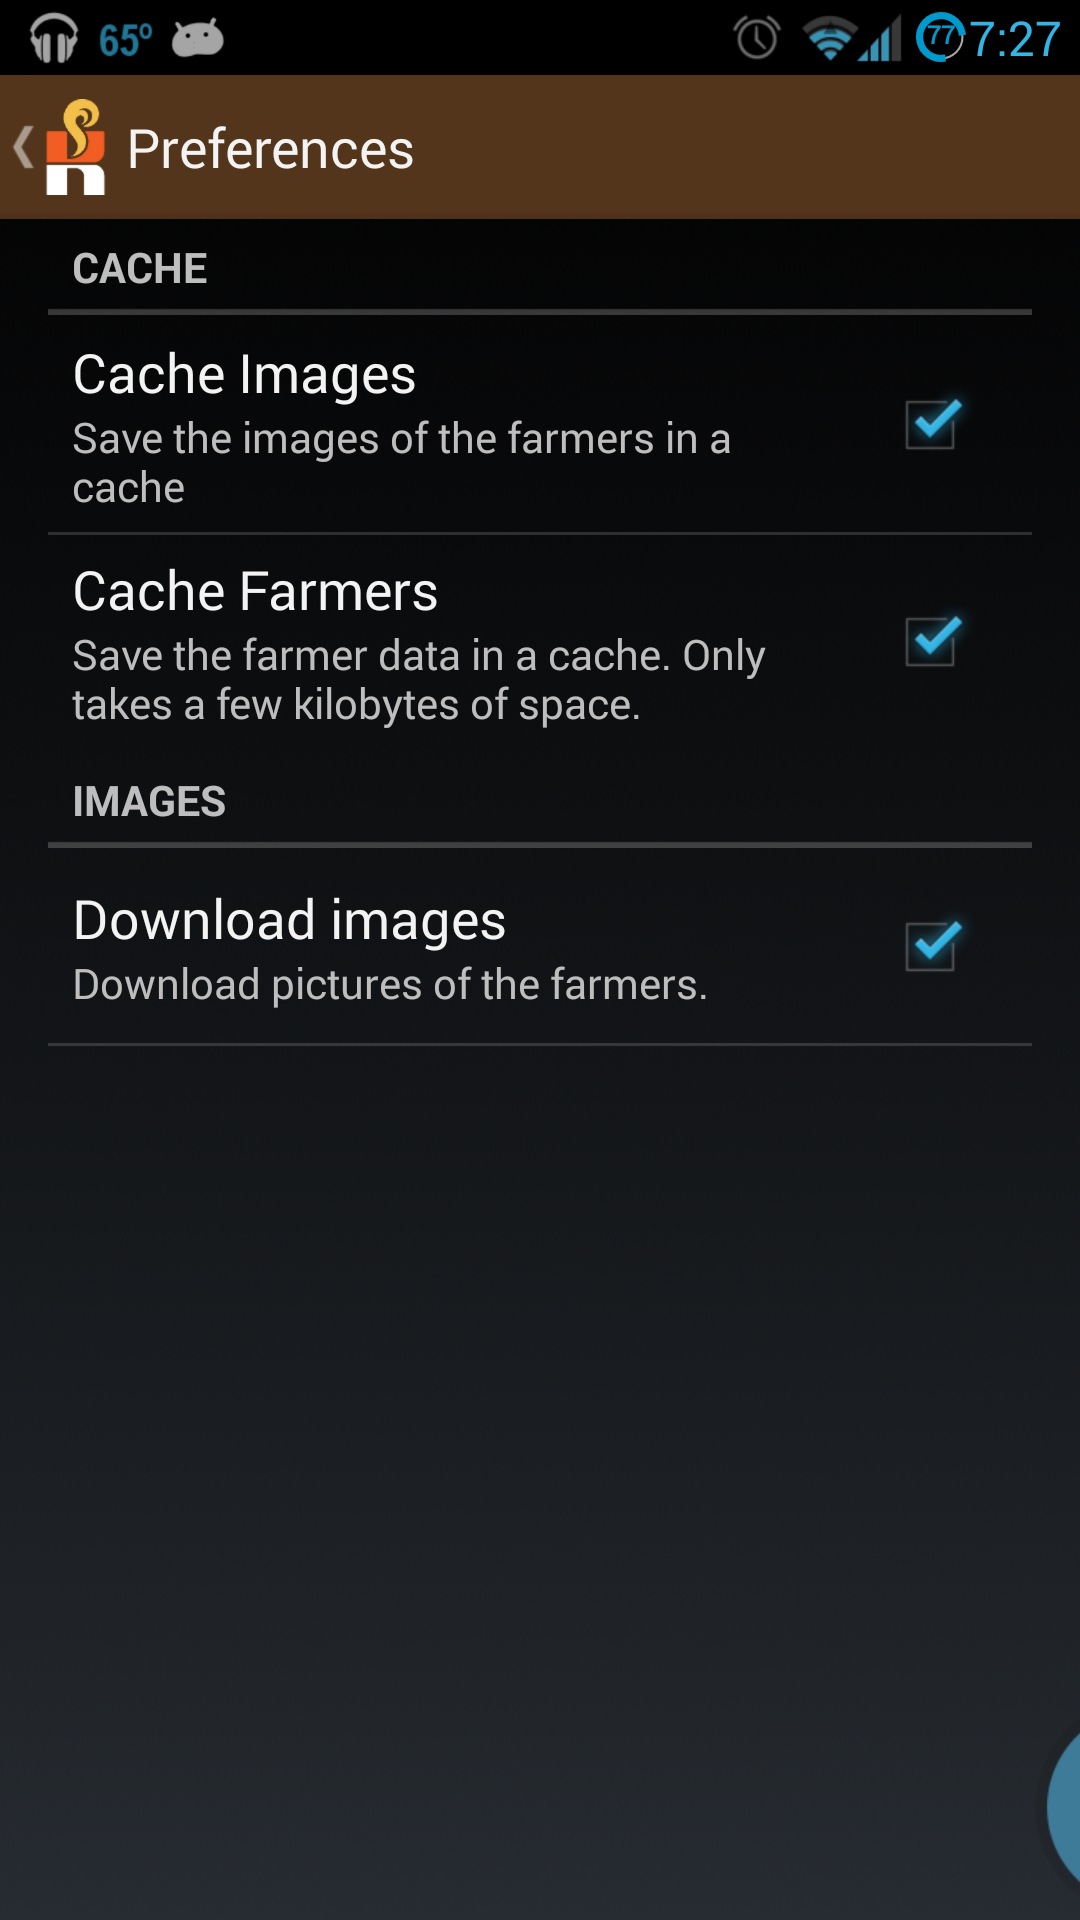 65° 77 7:27
Preferences
CACHE
Cache Images
Save the images of the farmers in a
cache
Cache Farmers
Save the farmer data in a cache. Only
takes a few kilobytes of space.
IMAGES
Download images
Download pictures of the farmers.